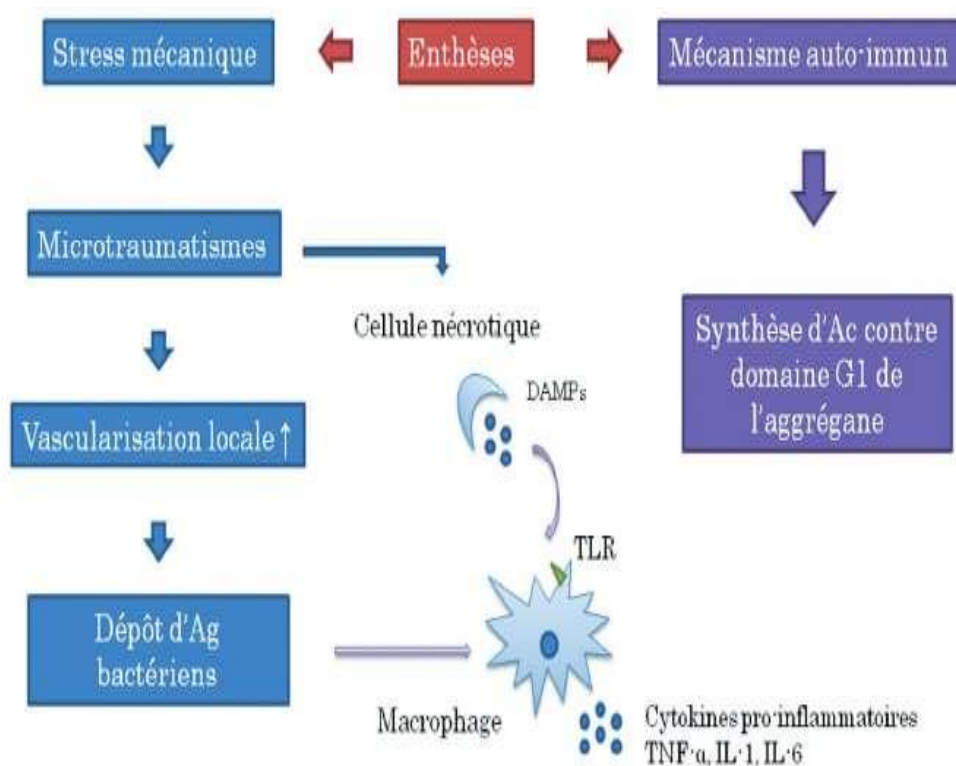 Stress mécanique
Enthèses
Mécanisme auto-immun
Microtraumatismes
Cellule nécrotique
DAMPs
Synthèse d'Ac contre
domaine G1 de
l'aggrégane
Vascularisation locale ↑
TLR
Dépôt d'Ag
bactériens
Macrophage
Cytokines pro-inflammatoires
TNF-α, IL-1, IL-6